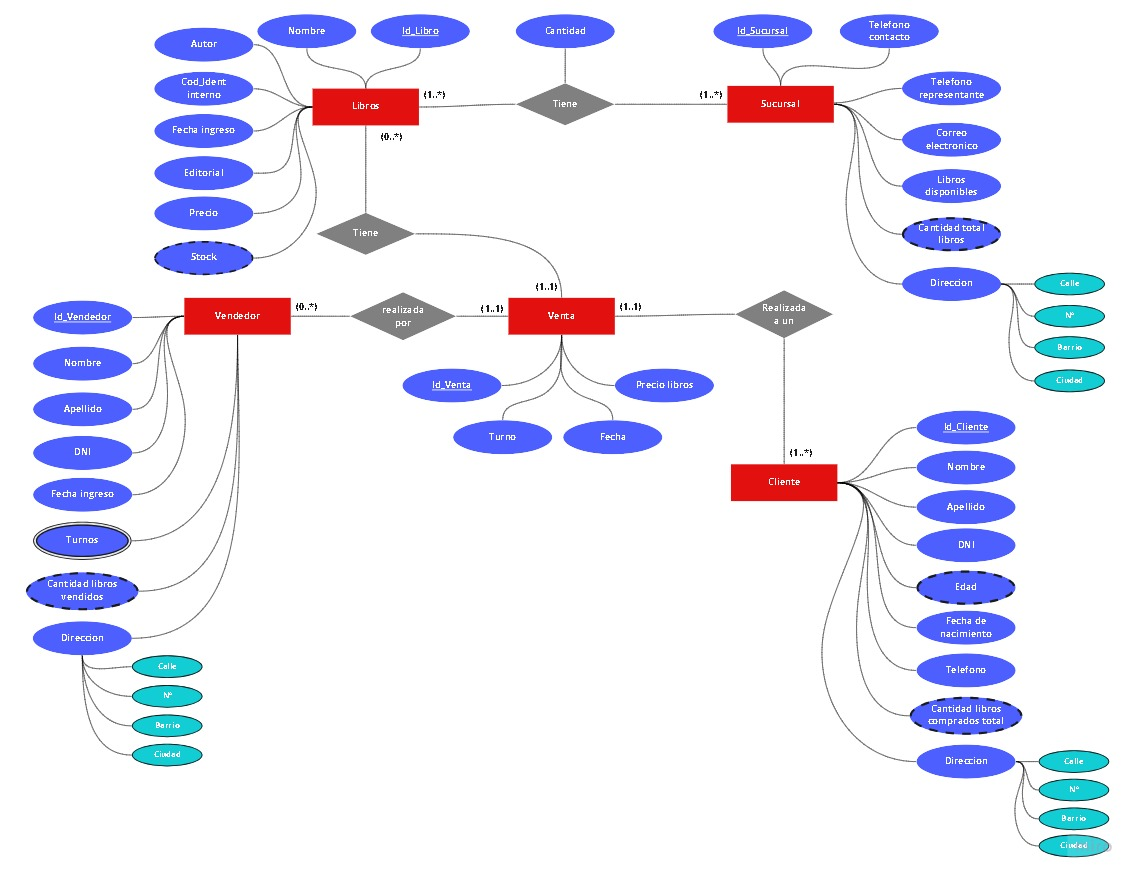 Nombre
Id_Libro
Cantidad
Id_Sucursal
Telefono
contacto
Autor
Cod_Ident
interno
Fecha ingreso
Editorial
Precio
Stock
Libros
(1..*)
(0..*)
Tiene
(1..*)
Sucursal
Telefono
representante
Correo
electronico
Libros
disponibles
Cantidad total
libros
Direccion
Calle
Nº
Barrio
Ciudad
Tiene
(1..1)
Id_Vendedor
Vendedor
(0..*)
realizada
por
(1..1)
Venta
(1..1)
Realizada
a un
Nombre
Apellido
DNI
Fecha ingreso
Turnos
Cantidad libros
vendidos
Direccion
Calle
Nº
Barrio
Ciudad
Id_Venta
Precio libros
Turno
Fecha
(1..*)
Cliente
Id_Cliente
Nombre
Apellido
DNI
Edad
Fecha de
nacimiento
Telefono
Cantidad libros
comprados total
Direccion
Calle
Nº
Barrio
Ciudad